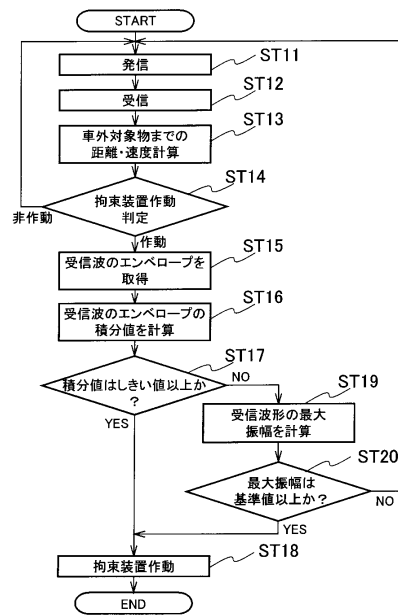 START
ST11
発信
ST12
受信
ST13
車外対象物までの
距離・速度計算
ST14
拘束装置作動
判定
非作動
作動
ST15
受信波のエンベロープを
取得
ST16
受信波のエンベロープの
積分値を計算
ST17
積分値はしきい値以上か
?
NO
YES
ST19
受信波形の最大
振幅を計算
ST20
最大振幅は
基準値以上か?
NO
YES
ST18
拘束装置作動
END